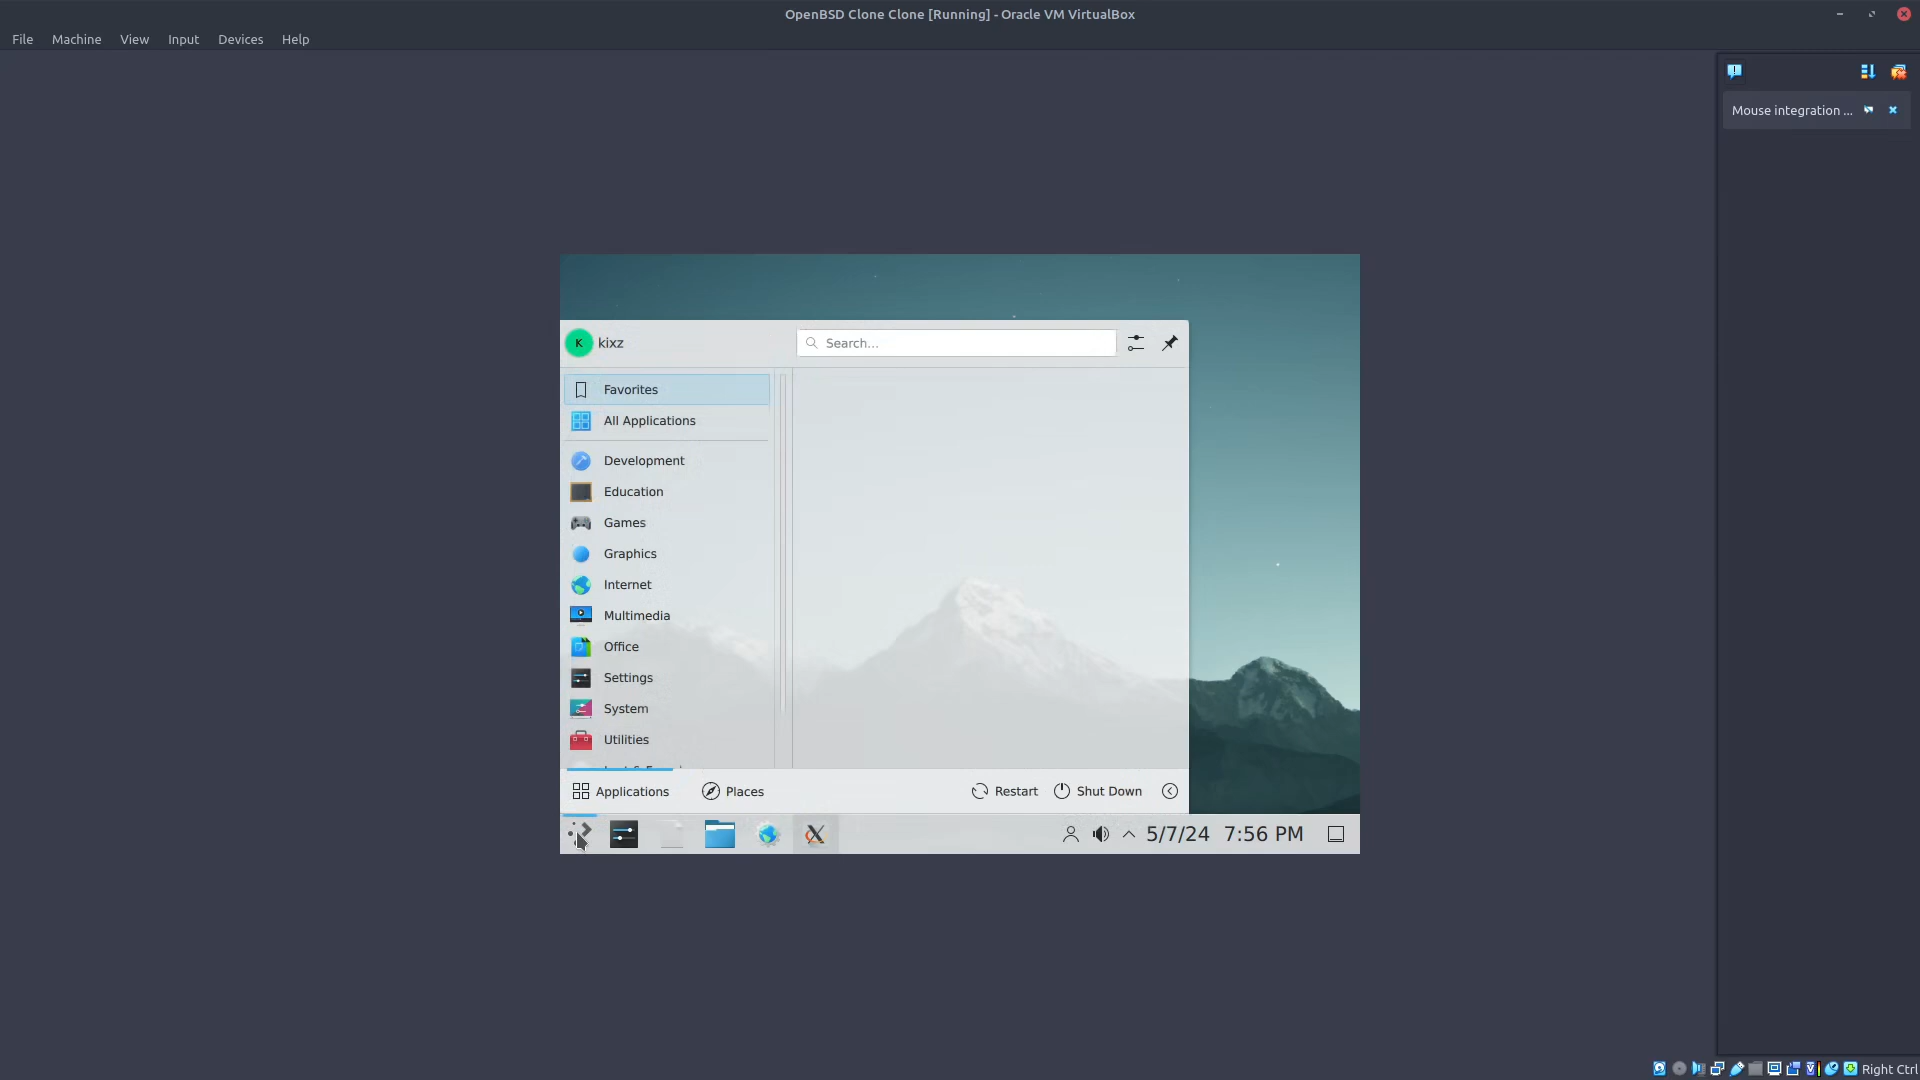 OpenBSD Clone Clone [Running] - Oracle VM VirtualBox
File Machine View Input Devices Help
Mouse integration ...
K kixz
Search...
Favorites
All Applications
Development
Education
Games
Graphics
Internet
Multimedia
Office
Settings
System
Utilities
Applications Places Restart Shut Down
5/7/24 7:56 PM
Right Ctrl